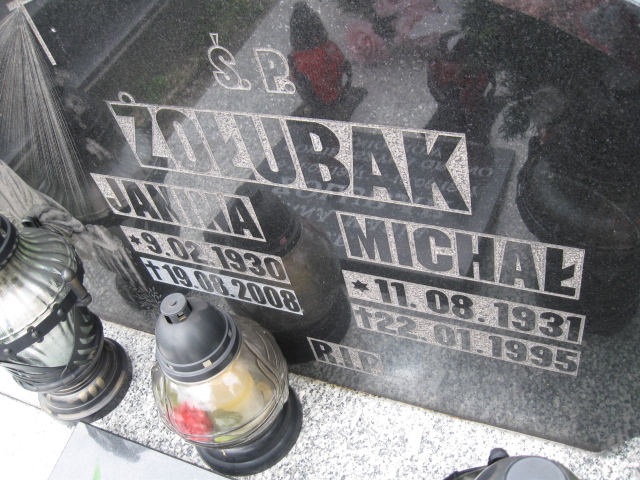 Ś.P.
ŻOŁUBAK
JANINA
*9.02.1930
†19.08.2008
MICHAŁ
* 11.08.1931
†22.01.1995
R.I.P.